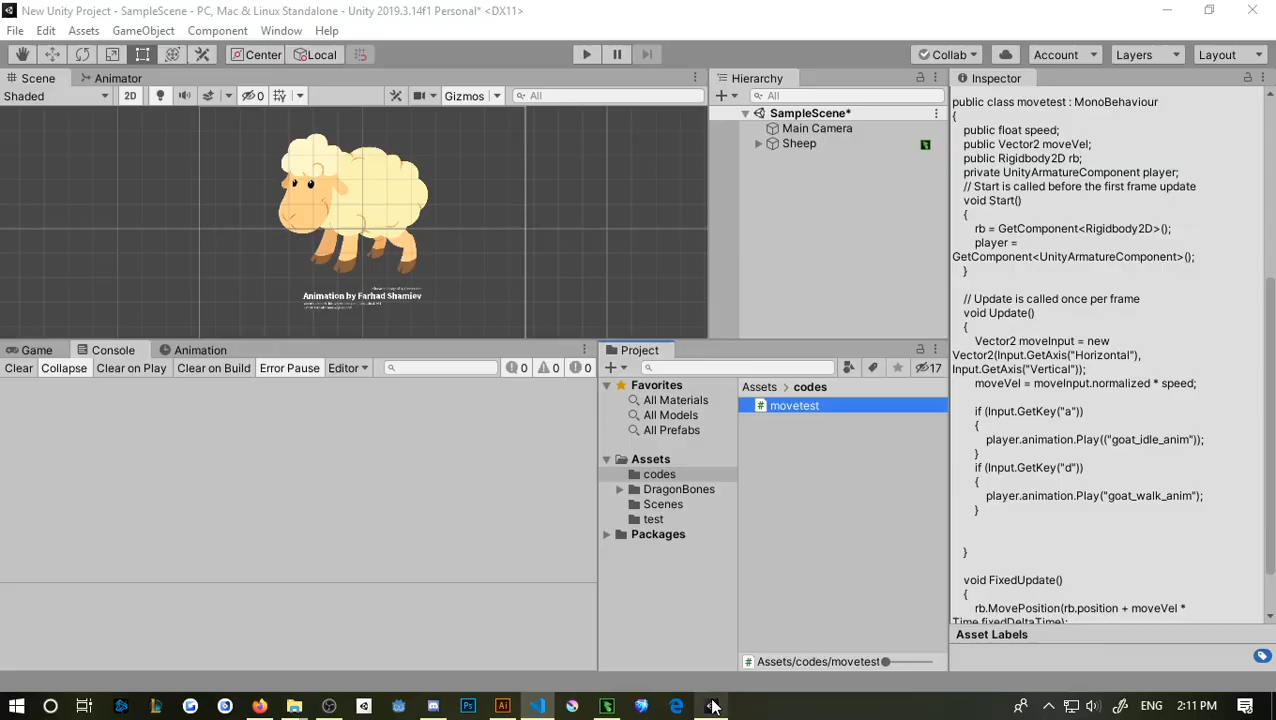 New Unity Project - SampleScene - PC, Mac & Linux Standalone - Unity 2019.3.14f1 Personal* <DX11>
File Edit Assets GameObject Component Window Help
Center Local Collab Account Layers Layout
Scene Animator
Shaded 2D 0 Gizmos All
Animation by Farhad Shamiev
Hierarchy
All
SampleScene*
Main Camera
Sheep
Game Console Animation
Clear Collapse Clear on Play Clear on Build Error Pause Editor 0 0 0
Project
17
Favorites
All Materials
All Models
All Prefabs
Assets
codes
DragonBones
Scenes
test
Packages
Assets > codes
movetest
Assets/codes/movetest
Inspector
public class movetest : MonoBehaviour
{
public float speed;
public Vector2 moveVel;
public Rigidbody2D rb;
private UnityArmatureComponent player;
// Start is called before the first frame update
void Start()
{
rb = GetComponent<Rigidbody2D>();
player =
GetComponent<UnityArmatureComponent>();
}
// Update is called once per frame
void Update()
{
Vector2 moveInput = new
Vector2(Input.GetAxis("Horizontal"),
Input.GetAxis("Vertical"));
moveVel = moveInput.normalized * speed;
if (Input.GetKey("a"))
{
player.animation.Play(("goat_idle_anim"));
}
if (Input.GetKey("d"))
{
player.animation.Play("goat_walk_anim");
}
}
void FixedUpdate()
{
rb.MovePosition(rb.position + moveVel *
Time.fixedDeltaTime);
Asset Labels
ENG 2:11 PM